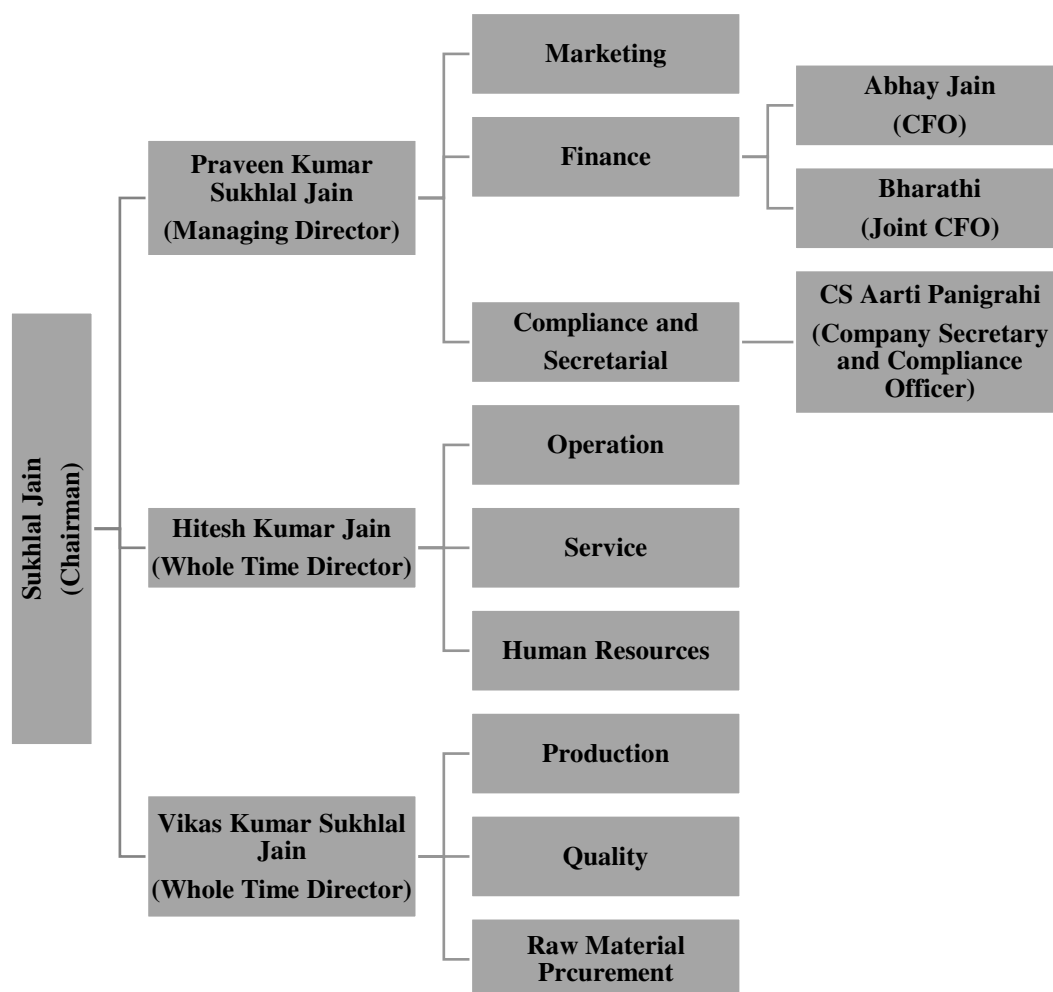 Sukhlal Jain
(Chairman)
Praveen Kumar
Sukhlal Jain
(Managing Director)
Marketing
Finance
Abhay Jain
(CFO)
Bharathi
(Joint CFO)
Compliance and
Secretarial
CS Aarti Panigrahi
(Company Secretary
and Compliance
Officer)
Hitesh Kumar Jain
(Whole Time Director)
Operation
Service
Human Resources
Vikas Kumar Sukhlal
Jain
(Whole Time Director)
Production
Quality
Raw Material
Prcurement